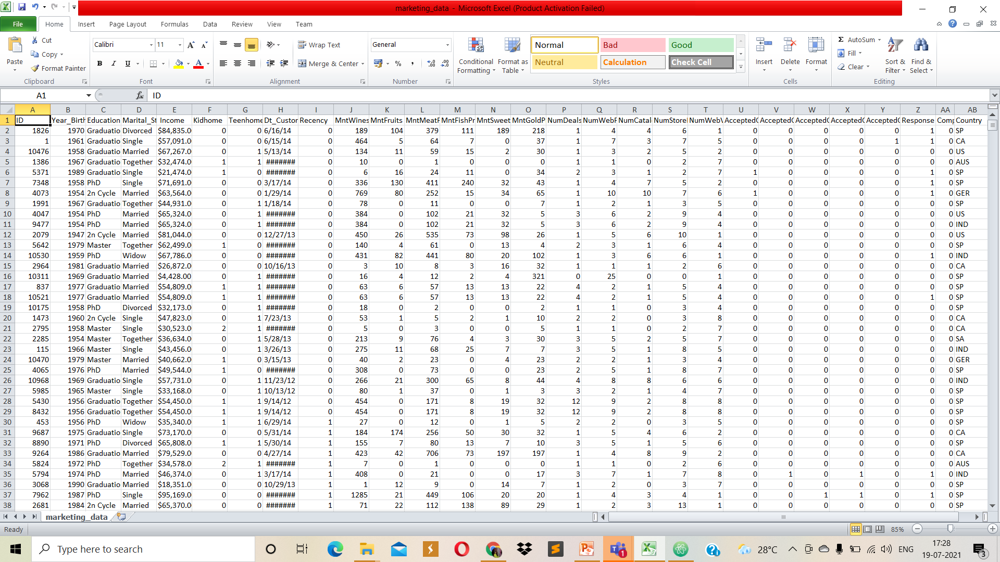 marketing_data - Microsoft Excel (Product Activation Failed)
File Home Insert Page Layout Formulas Data Review View Team
Paste Cut Copy Format Painter Clipboard
Calibri 11 A A B I U A Font
Wrap Text Merge & Center Alignment
General % , Number
Conditional Formatting Format as Table
Normal Bad Good
Neutral Calculation Check Cell
Styles
Insert Delete Format Cells
Σ AutoSum Fill Clear Sort & Filter Find & Select Editing
A1 fx ID
A B C D E F G H I J K L M N O P Q R S T U V W X Y Z AA AB
1 ID Year_Birth Education Marital_St Income Kidhome Teenhome Dt_Custom Recency MntWines MntFruits MntMeatP MntFishPr MntSweet MntGoldP NumDeals NumWebP NumCatal NumStoreP NumWebV AcceptedC AcceptedC AcceptedC AcceptedC AcceptedC Response Comp Country
2 1826 1970 Graduatio Divorced $84,835.0 0 0 6/16/14 0 189 104 379 111 189 218 1 4 4 6 1 0 0 0 0 0 1 0 SP
3 1 1961 Graduatio Single $57,091.0 0 0 6/15/14 0 464 5 64 7 0 37 1 7 3 7 5 0 0 0 0 1 1 0 CA
4 10476 1958 Graduatio Married $67,267.0 0 1 5/13/14 0 134 11 59 15 2 30 1 3 2 5 2 0 0 0 0 0 0 0 US
5 1386 1967 Graduatio Together $32,474.0 1 1 ####### 0 10 0 1 0 0 0 1 1 0 2 7 0 0 0 0 0 0 0 AUS
6 5371 1989 Graduatio Single $21,474.0 1 0 ####### 0 6 16 24 11 0 34 2 3 1 2 7 1 0 0 0 0 1 0 SP
7 7348 1958 PhD Single $71,691.0 0 0 3/17/14 0 336 130 411 240 32 43 1 4 7 5 2 0 0 0 0 0 1 0 SP
8 4073 1954 2n Cycle Married $63,564.0 0 0 1/29/14 0 769 80 252 15 34 65 1 10 10 7 6 1 0 0 0 0 1 0 GER
9 1991 1967 Graduatio Together $44,931.0 0 1 1/18/14 0 78 0 11 0 0 7 1 2 1 3 5 0 0 0 0 0 0 0 SP
10 4047 1954 PhD Married $65,324.0 0 1 ####### 0 384 0 102 21 32 5 3 6 2 9 4 0 0 0 0 0 0 0 US
11 9477 1954 PhD Married $65,324.0 0 1 ####### 0 384 0 102 21 32 5 3 6 2 9 4 0 0 0 0 0 0 0 IND
12 2079 1947 2n Cycle Married $81,044.0 0 0 12/27/13 0 450 26 535 73 98 26 1 5 6 10 1 0 0 0 0 0 0 0 US
13 5642 1979 Master Together $62,499.0 1 0 ####### 0 140 4 61 0 13 4 2 3 1 6 4 0 0 0 0 0 0 0 SP
14 10530 1959 PhD Widow $67,786.0 0 0 ####### 0 431 82 441 80 20 102 1 3 6 6 1 0 0 0 0 0 1 0 IND
15 2964 1981 Graduatio Married $26,872.0 0 0 10/16/13 0 3 10 8 3 16 32 1 1 1 2 6 0 0 0 0 0 0 0 CA
16 10311 1969 Graduatio Married $4,428.00 0 1 ####### 0 16 4 12 2 4 321 0 25 0 0 1 0 0 0 0 0 0 0 SP
17 837 1977 Graduatio Married $54,809.0 1 1 ####### 0 63 6 57 13 13 22 4 2 1 5 4 0 0 0 0 0 0 0 SP
18 10521 1977 Graduatio Married $54,809.0 1 1 ####### 0 63 6 57 13 13 22 4 2 1 5 4 0 0 0 0 0 1 0 SP
19 10175 1958 PhD Divorced $32,173.0 0 1 ####### 0 18 0 2 0 0 2 1 1 0 3 4 0 0 0 0 0 0 0 SP
20 1473 1960 2n Cycle Single $47,823.0 0 1 7/23/13 0 53 1 5 2 1 10 2 2 0 3 8 0 0 0 0 0 0 0 CA
21 2795 1958 Master Single $30,523.0 2 1 ####### 0 5 0 3 0 0 5 1 1 0 2 7 0 0 0 0 0 0 0 CA
22 2285 1954 Master Together $36,634.0 0 1 5/28/13 0 213 9 76 4 3 30 3 5 2 5 7 0 0 0 0 0 0 0 SA
23 115 1966 Master Single $43,456.0 0 1 3/26/13 0 275 11 68 25 7 7 3 5 1 8 5 0 0 0 0 0 0 0 IND
24 10470 1979 Master Married $40,662.0 1 0 3/15/13 0 40 2 23 0 4 23 2 2 1 3 4 0 0 0 0 0 0 0 GER
25 4065 1976 PhD Married $49,544.0 1 0 ####### 0 308 0 73 0 0 23 2 5 1 8 7 0 0 0 0 0 0 0 SP
26 10968 1969 Graduatio Single $57,731.0 0 1 11/23/12 0 266 21 300 65 8 44 4 8 8 6 6 0 0 0 0 0 0 0 IND
27 5985 1965 Master Single $33,168.0 0 1 10/13/12 0 80 1 37 0 1 3 3 2 1 4 7 0 0 0 0 0 0 0 SP
28 5430 1956 Graduatio Together $54,450.0 1 1 9/14/12 0 454 0 171 8 19 32 12 9 2 8 8 0 0 0 0 0 0 0 SP
29 8432 1956 Graduatio Together $54,450.0 1 1 9/14/12 0 454 0 171 8 19 32 12 9 2 8 8 0 0 0 0 0 0 0 SP
30 453 1956 PhD Widow $35,340.0 1 1 6/29/14 1 27 0 12 0 1 5 2 2 0 3 5 0 0 0 0 0 0 0 SP
31 9687 1975 Graduatio Single $73,170.0 0 0 5/31/14 1 184 174 256 50 30 32 1 5 4 6 2 0 0 0 0 0 0 0 CA
32 8890 1971 PhD Divorced $65,808.0 1 1 5/30/14 1 155 7 80 13 7 10 3 5 1 5 6 0 0 0 0 0 0 0 SP
33 9264 1986 Graduatio Married $79,529.0 0 0 4/27/14 1 423 42 706 73 197 197 1 4 8 9 2 0 0 0 0 0 0 0 CA
34 5824 1972 PhD Together $34,578.0 2 1 ####### 1 7 0 1 0 0 0 1 1 0 2 6 0 0 0 0 0 0 0 AUS
35 5794 1974 PhD Married $46,374.0 0 1 3/17/14 1 408 0 21 0 0 17 3 7 1 7 8 0 1 0 1 0 1 0 IND
36 3068 1990 Graduatio Married $18,351.0 0 0 10/29/13 1 1 12 9 0 14 7 1 2 0 3 7 0 0 0 0 0 0 0 SP
37 7962 1987 PhD Single $95,169.0 0 0 ####### 1 1285 21 449 106 20 20 1 4 3 4 1 0 0 1 1 0 1 0 SP
38 2681 1984 2n Cycle Married $65,370.0 0 0 ####### 1 71 22 112 138 89 29 1 2 3 13 1 0 0 0 0 0 0 0 SP
marketing_data
Ready 85%
Type here to search 1 28°C ENG 17:28 19-07-2021 3